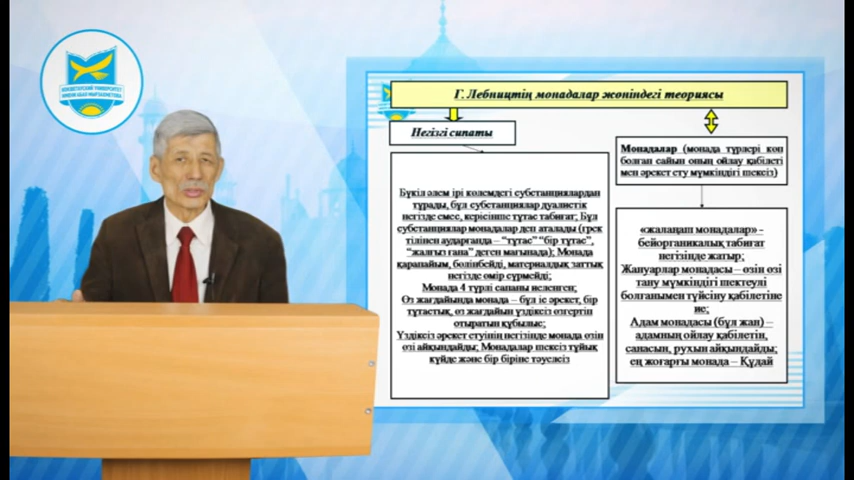 КОКШЕТАУСКИЙ УНИВЕРСИТЕТ
ИМЕНИ АБАЯ МЫРЗАХМЕТОВА
Г. Лебництің монадалар жөніндегі теориясы
Негізгі сипаты
Бүкіл әлем ірі көлемдегі субстанциялардан
тұрады, бұл субстанциялар дуалистік
негізде емес, керісінше тұтас табиғат; Бұл
субстанциялар монадалар деп аталады (грек
тілінен аударғанда – “тұтас” “бір тұтас”,
“жалғыз ғана” деген мағынада); Монада
қарапайым, бөлінбейді, материалдық заттық
негізде өмір сүрмейді;
Монада 4 түрлі сапаны иеленген;
Өз жағдайында монада – бұл іс әрекет, бір
тұтастық, өз жағдайын үздіксіз өзгертіп
отыратын құбылыс;
Үздіксіз әрекет етуінің негізінде монада өзін
өзі айқындайды; Монадалар шексіз тұйық
күйде және бір біріне тәуелсіз
Монадалар (монада түрлері көп
болған сайын оның ойлау қабілеті
мен әрекет ету мүмкіндігі шексіз)
«жалаңаш монадалар» -
бейорганикалық табиғат
негізінде жатыр;
Жануарлар монадасы – өзін өзі
тану мүмкіндігі шектеулі
болғанымен түйсіну қабілетіне
ие;
Адам монадасы (бұл жан) –
адамның ойлау қабілетін,
санасын, рухын айқындайды;
ең жоғарғы монада – Құдай